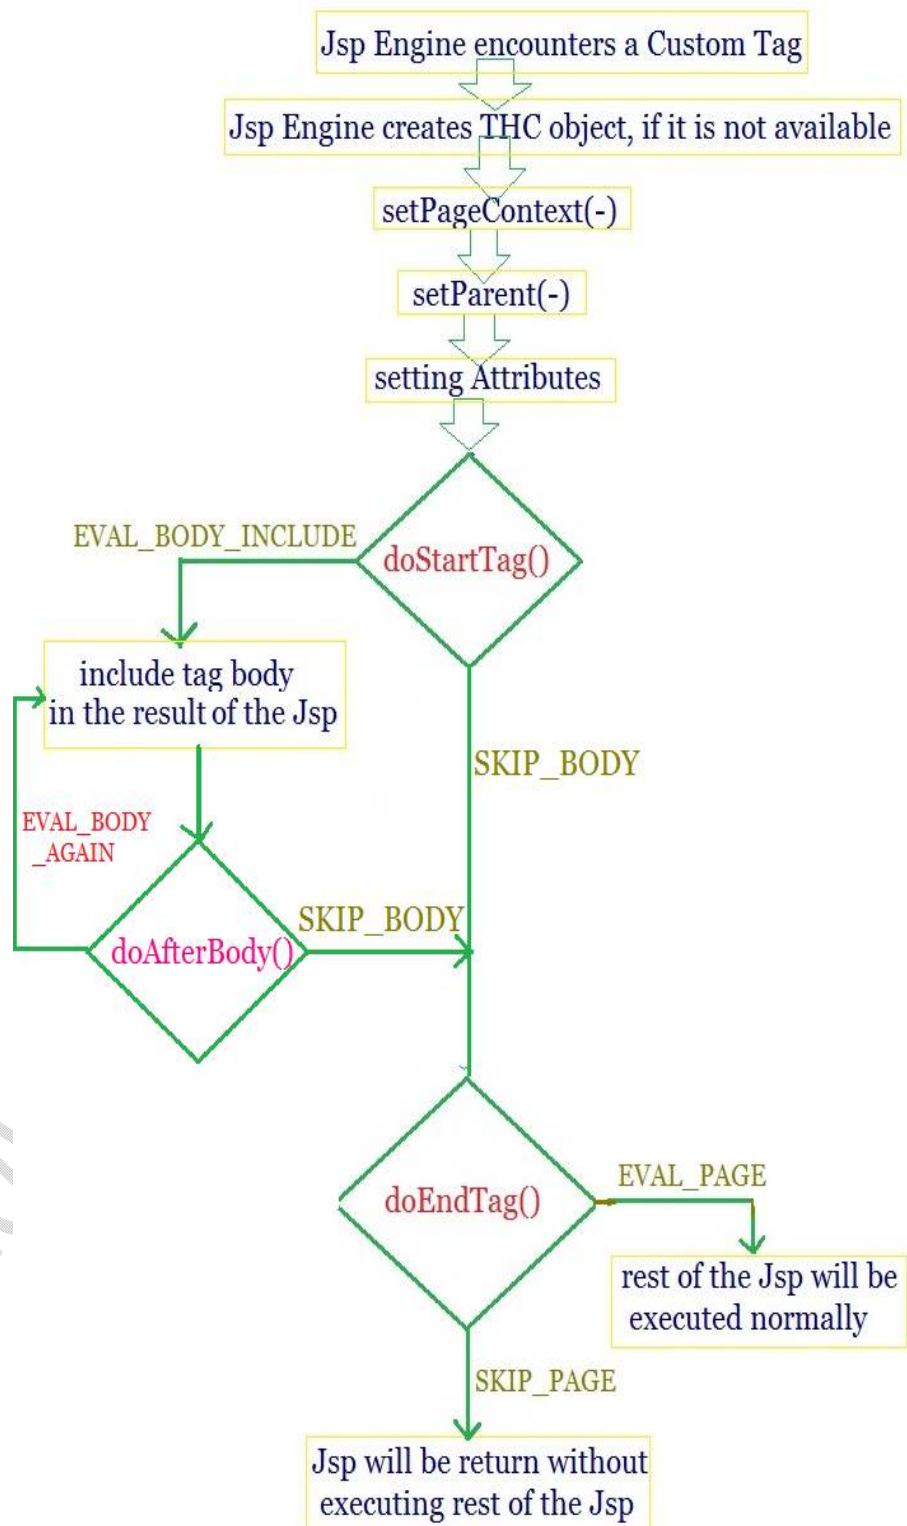 Jsp Engine encounters a Custom Tag
Jsp Engine creates THC object, if it is not available
setPageContext(-)
setParent(-)
setting Attributes
doStartTag()
EVAL_BODY_INCLUDE
include tag body
in the result of the Jsp
SKIP_BODY
EVAL_BODY
_AGAIN
doAfterBody()
SKIP_BODY
doEndTag()
EVAL_PAGE
rest of the Jsp will be
executed normally
SKIP_PAGE
Jsp will be return without
executing rest of the Jsp